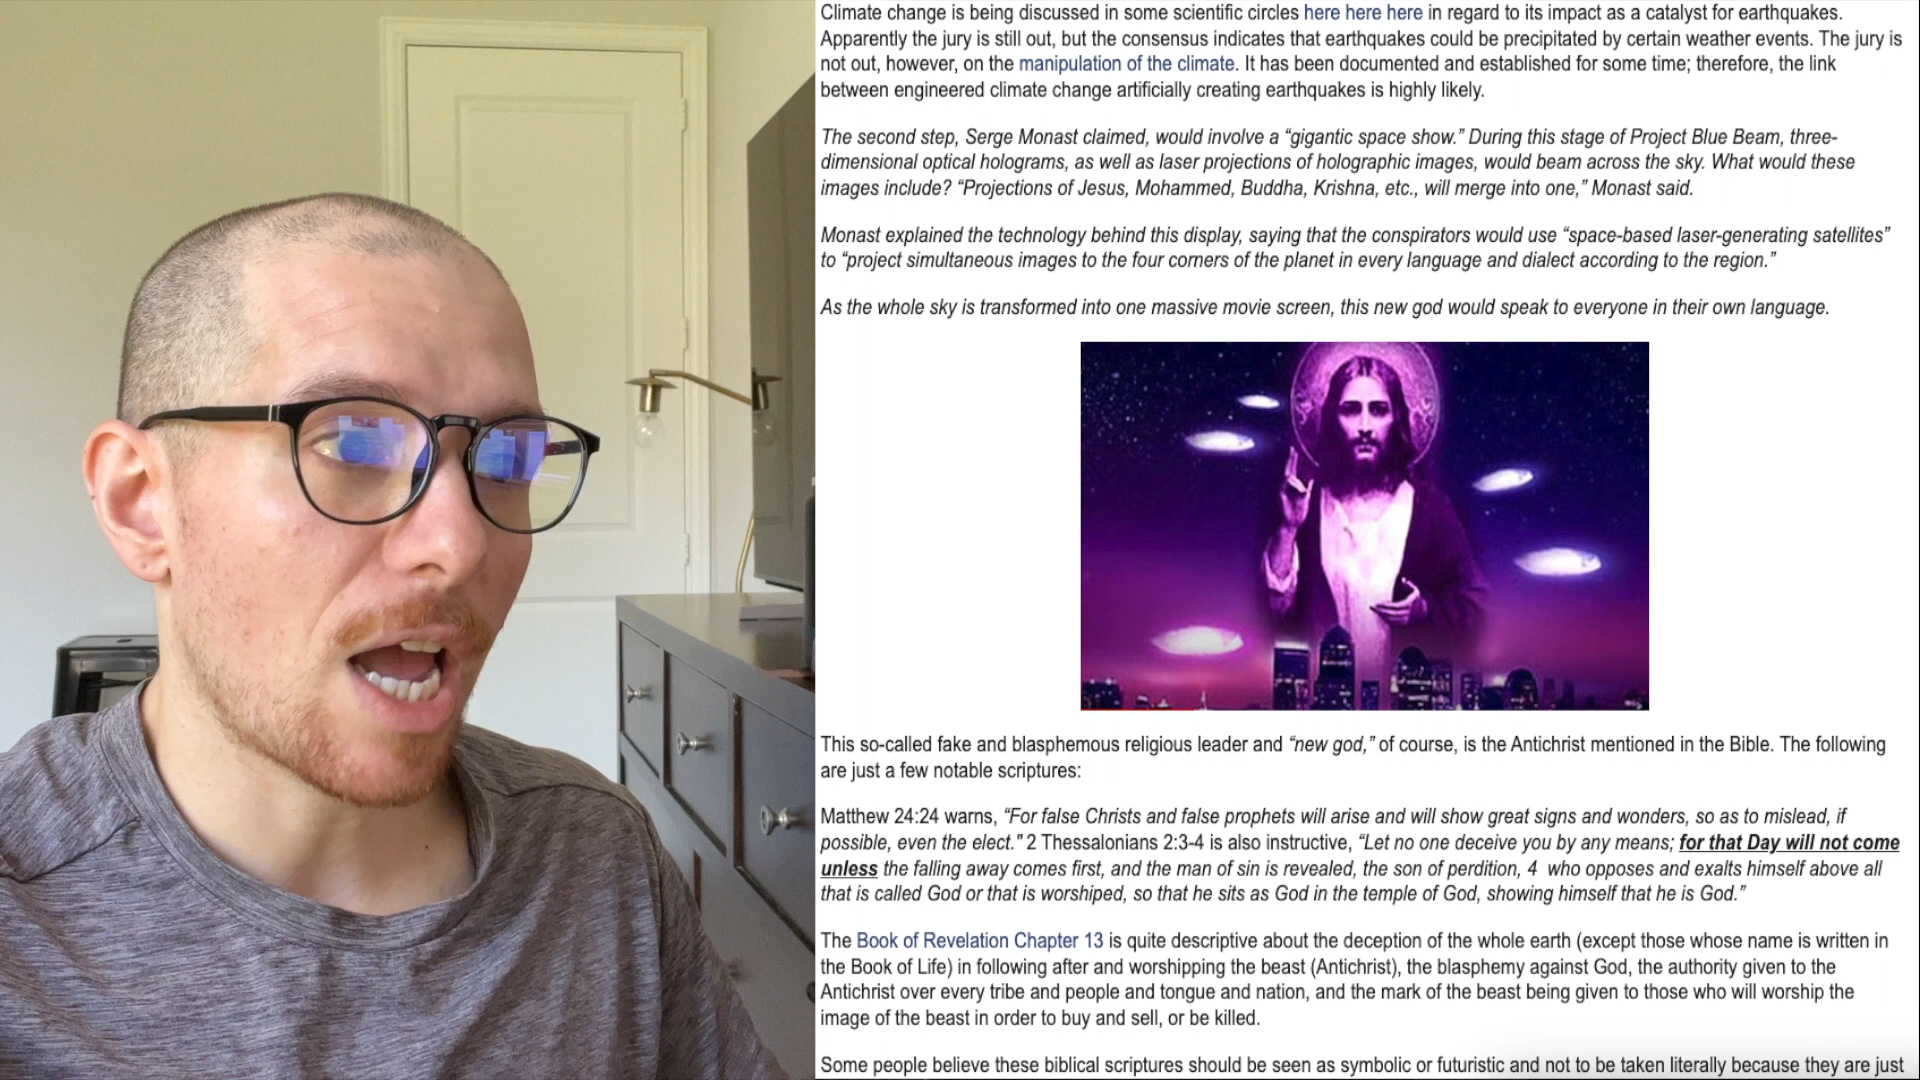 Climate change is being discussed in some scientific circles here here here in regard to its impact as a catalyst for earthquakes.
Apparently the jury is still out, but the consensus indicates that earthquakes could be precipitated by certain weather events. The jury is
not out, however, on the manipulation of the climate. It has been documented and established for some time; therefore, the link
between engineered climate change artificially creating earthquakes is highly likely.
The second step, Serge Monast claimed, would involve a “gigantic space show.” During this stage of Project Blue Beam, three-
dimensional optical holograms, as well as laser projections of holographic images, would beam across the sky. What would these
images include? “Projections of Jesus, Mohammed, Buddha, Krishna, etc., will merge into one,” Monast said.
Monast explained the technology behind this display, saying that the conspirators would use “space-based laser-generating satellites”
to “project simultaneous images to the four corners of the planet in every language and dialect according to the region.”
As the whole sky is transformed into one massive movie screen, this new god would speak to everyone in their own language.
This so-called fake and blasphemous religious leader and “new god,” of course, is the Antichrist mentioned in the Bible. The following
are just a few notable scriptures:
Matthew 24:24 warns, “For false Christs and false prophets will arise and will show great signs and wonders, so as to mislead, if
possible, even the elect." 2 Thessalonians 2:3-4 is also instructive, “Let no one deceive you by any means; for that Day will not come
unless the falling away comes first, and the man of sin is revealed, the son of perdition, 4 who opposes and exalts himself above all
that is called God or that is worshiped, so that he sits as God in the temple of God, showing himself that he is God.”
The Book of Revelation Chapter 13 is quite descriptive about the deception of the whole earth (except those whose name is written in
the Book of Life) in following after and worshipping the beast (Antichrist), the blasphemy against God, the authority given to the
Antichrist over every tribe and people and tongue and nation, and the mark of the beast being given to those who will worship the
image of the beast in order to buy and sell, or be killed.
Some people believe these biblical scriptures should be seen as symbolic or futuristic and not to be taken literally because they are just